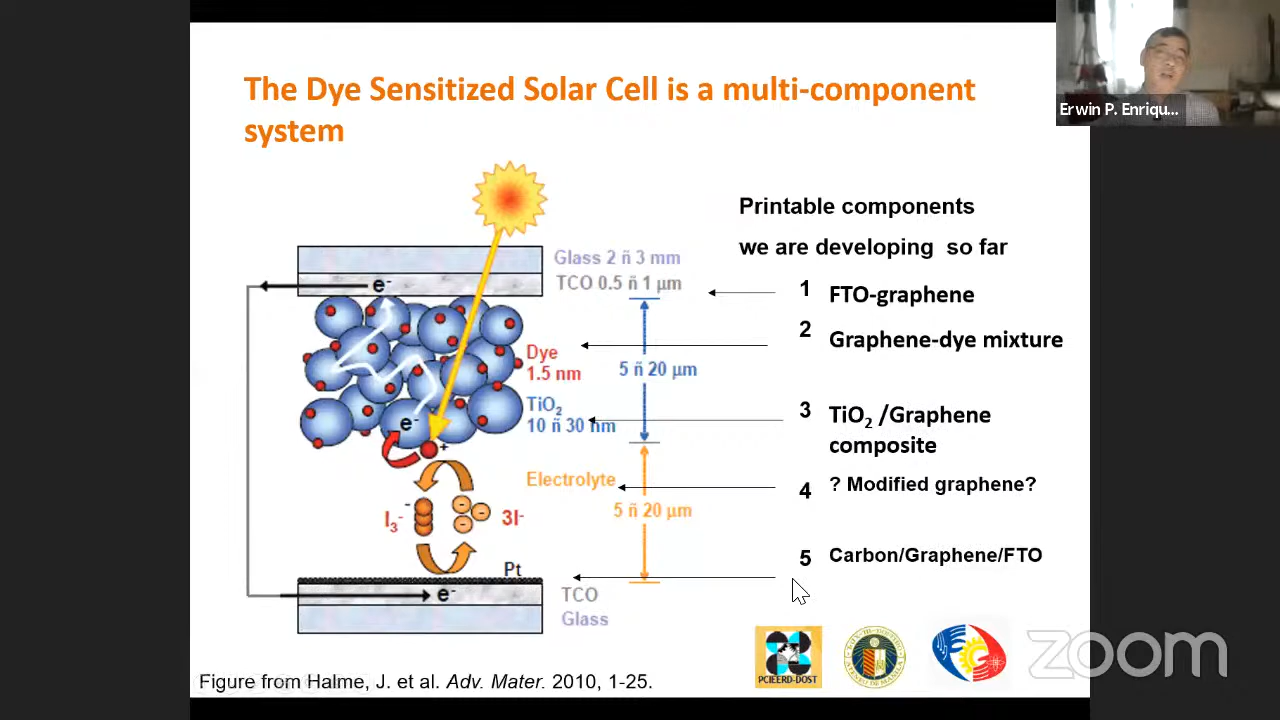 The Dye Sensitized Solar Cell is a multi-component
system
Erwin P. Enriqu...
Printable components
we are developing so far
Glass 2 ñ 3 mm
TCO 0.5 ñ 1 µm
e-
1 FTO-graphene
2 Graphene-dye mixture
Dye
1.5 nm
5 ñ 20 µm
TiO2
10 ñ 30 nm
e-
+
3 TiO2 /Graphene
composite
Electrolyte
4 ? Modified graphene?
I3-
3I-
5 ñ 20 µm
5 Carbon/Graphene/FTO
Pt
e-
TCO
Glass
PCIEERD-DOST
zoom
Figure from Halme, J. et al. Adv. Mater. 2010, 1-25.